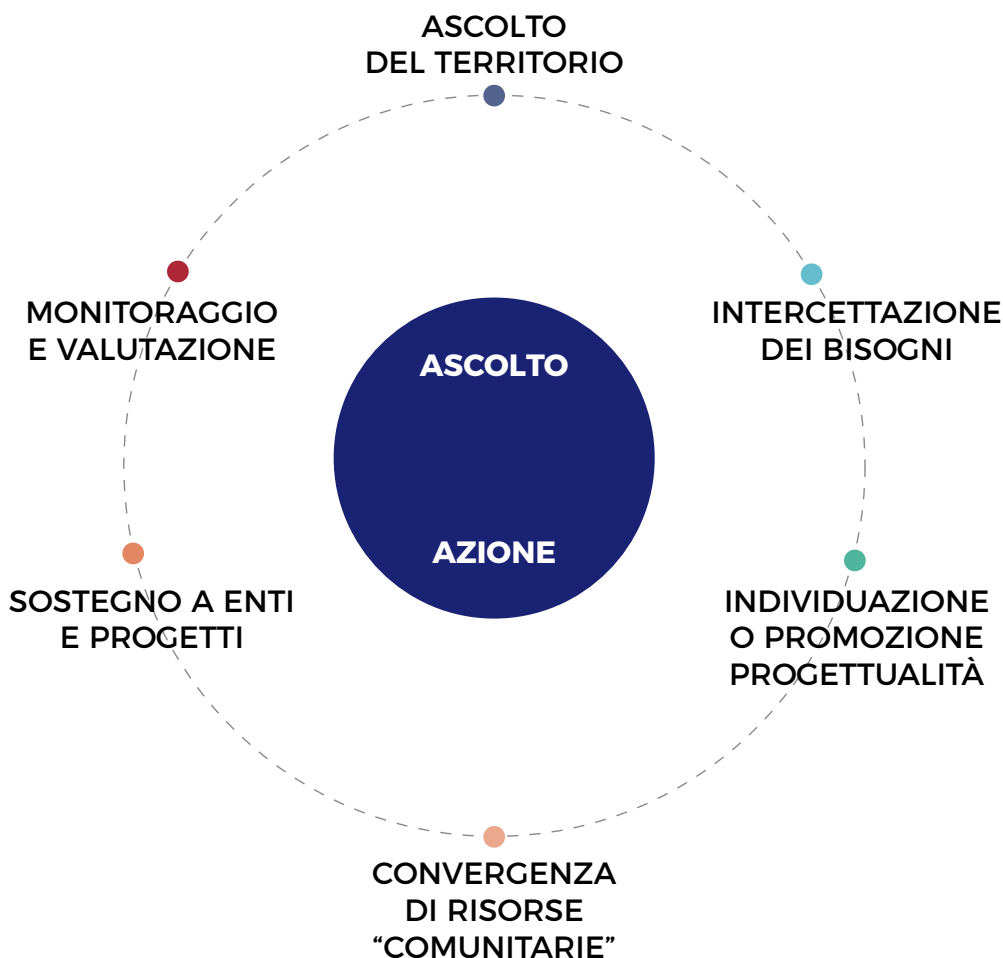 ASCOLTO
DEL TERRITORIO
INTERCETTAZIONE
DEI BISOGNI
INDIVIDUAZIONE
O PROMOZIONE
PROGETTUALITÀ
CONVERGENZA
DI RISORSE
“COMUNITARIE”
SOSTEGNO A ENTI
E PROGETTI
MONITORAGGIO
E VALUTAZIONE
ASCOLTO
AZIONE